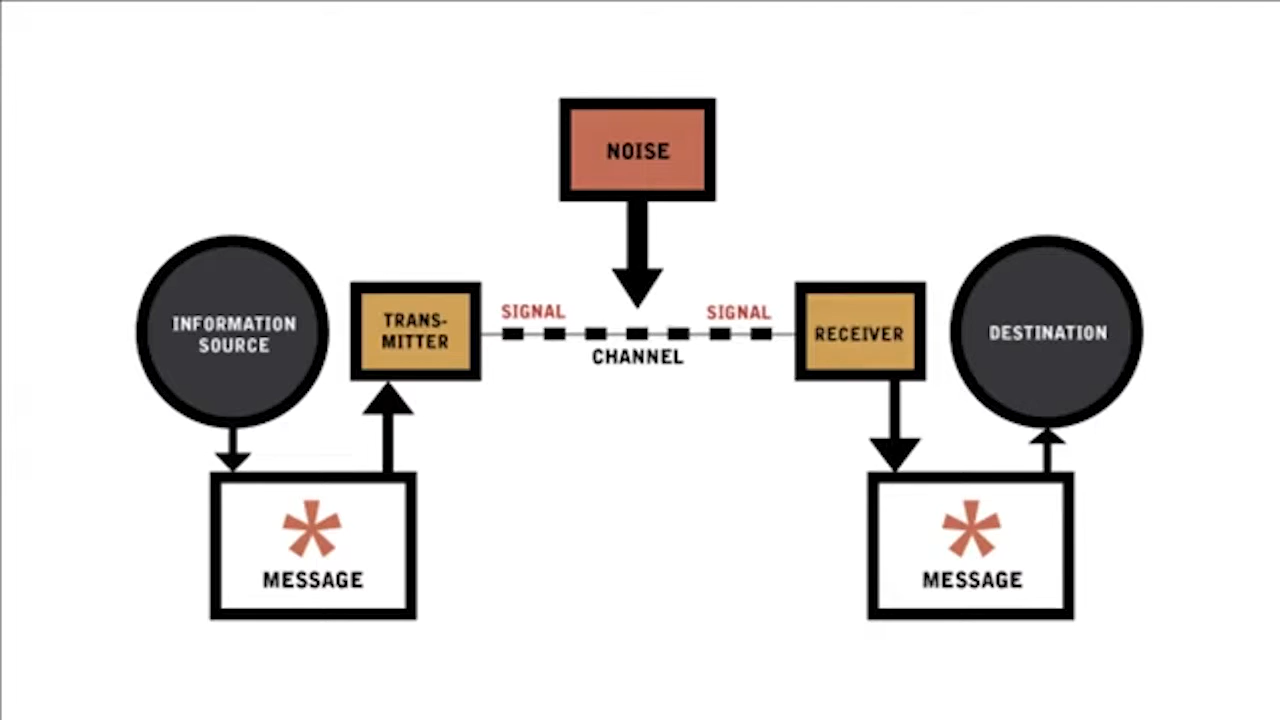 NOISE
INFORMATION
SOURCE
TRANS-
MITTER
SIGNAL
SIGNAL
CHANNEL
RECEIVER
DESTINATION
MESSAGE
MESSAGE